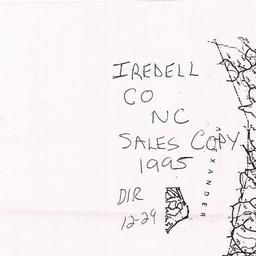 IREDELL
CO
NC
SALES COPY
1995
ALEXANDER
DIR
12-29